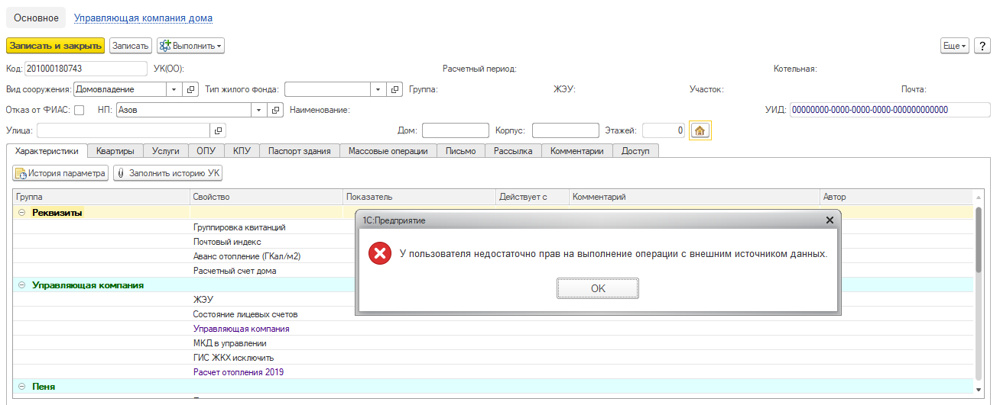 Основное Управляющая компания дома
Записать и закрыть Записать Выполнить Еще ?
Код: 201000180743 УК(ОО): Расчетный период: Котельная:
Вид сооружения: Домовладение Тип жилого фонда: Группа: ЖЭУ: Участок: Почта:
Отказ от ФИАС: НП: Азов Наименование: УИД: 00000000-0000-0000-0000-000000000000
Улица: Дом: Корпус: Этажей: 0
Характеристики Квартиры Услуги ОПУ КПУ Паспорт здания Массовые операции Письмо Рассылка Комментарии Доступ
История параметра Заполнить историю УК
Группа Свойство Показатель Действует с Комментарий Автор
Реквизиты
1С:Предприятие
У пользователя недостаточно прав на выполнение операции с внешним источником данных.
OK
Группировка квитанций
Почтовый индекс
Аванс отопление (ГКал/м2)
Расчетный счет дома
Управляющая компания
ЖЭУ
Состояние лицевых счетов
Управляющая компания
МКД в управлении
ГИС ЖКХ исключить
Расчет отопления 2019
Пеня